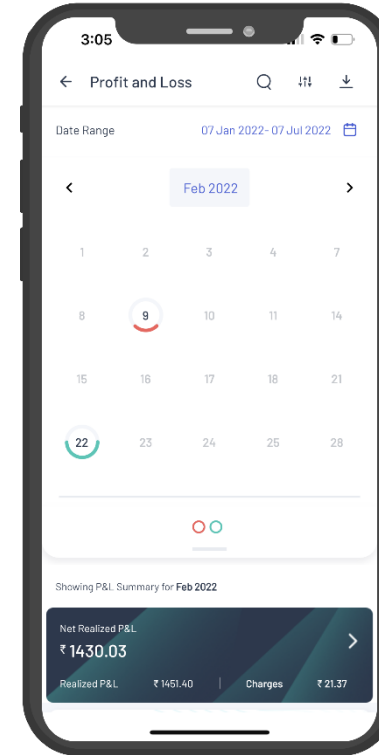 3:05
Profit and Loss
Date Range 07 Jan 2022- 07 Jul 2022
Feb 2022
1 2 3 4 7
8 9 10 11 14
15 16 17 18 21
22 23 24 25 28
Showing P&L Summary for Feb 2022
Net Realized P&L
₹ 1430.03
Realized P&L ₹ 1451.40 Charges ₹ 21.37